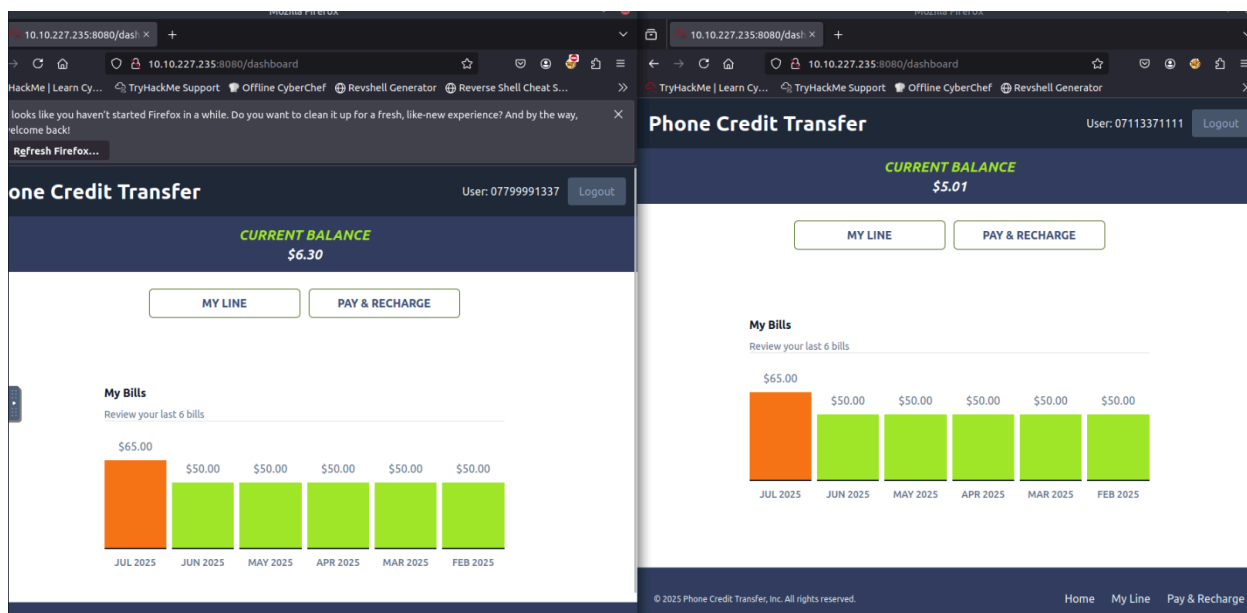 Mozilla Firefox
10.10.227.235:8080/dash
10.10.227.235:8080/dashboard
HackMe | Learn Cy... TryHackMe Support Offline CyberChef Revshell Generator Reverse Shell Cheat S...
looks like you haven't started Firefox in a while. Do you want to clean it up for a fresh, like-new experience? And by the way,
elcome back!
Refresh Firefox...
one Credit Transfer
User: 07799991337
Logout
CURRENT BALANCE
$6.30
MY LINE
PAY & RECHARGE
My Bills
Review your last 6 bills
$65.00
$50.00 $50.00 $50.00 $50.00 $50.00
JUL 2025 JUN 2025 MAY 2025 APR 2025 MAR 2025 FEB 2025
Mozilla Firefox
10.10.227.235:8080/dash
10.10.227.235:8080/dashboard
TryHackMe | Learn Cy... TryHackMe Support Offline CyberChef Revshell Generator
Phone Credit Transfer
User: 07113371111
Logout
CURRENT BALANCE
$5.01
MY LINE
PAY & RECHARGE
My Bills
Review your last 6 bills
$65.00
$50.00 $50.00 $50.00 $50.00 $50.00
JUL 2025 JUN 2025 MAY 2025 APR 2025 MAR 2025 FEB 2025
© 2025 Phone Credit Transfer, Inc. All rights reserved.
Home My Line Pay & Recharge